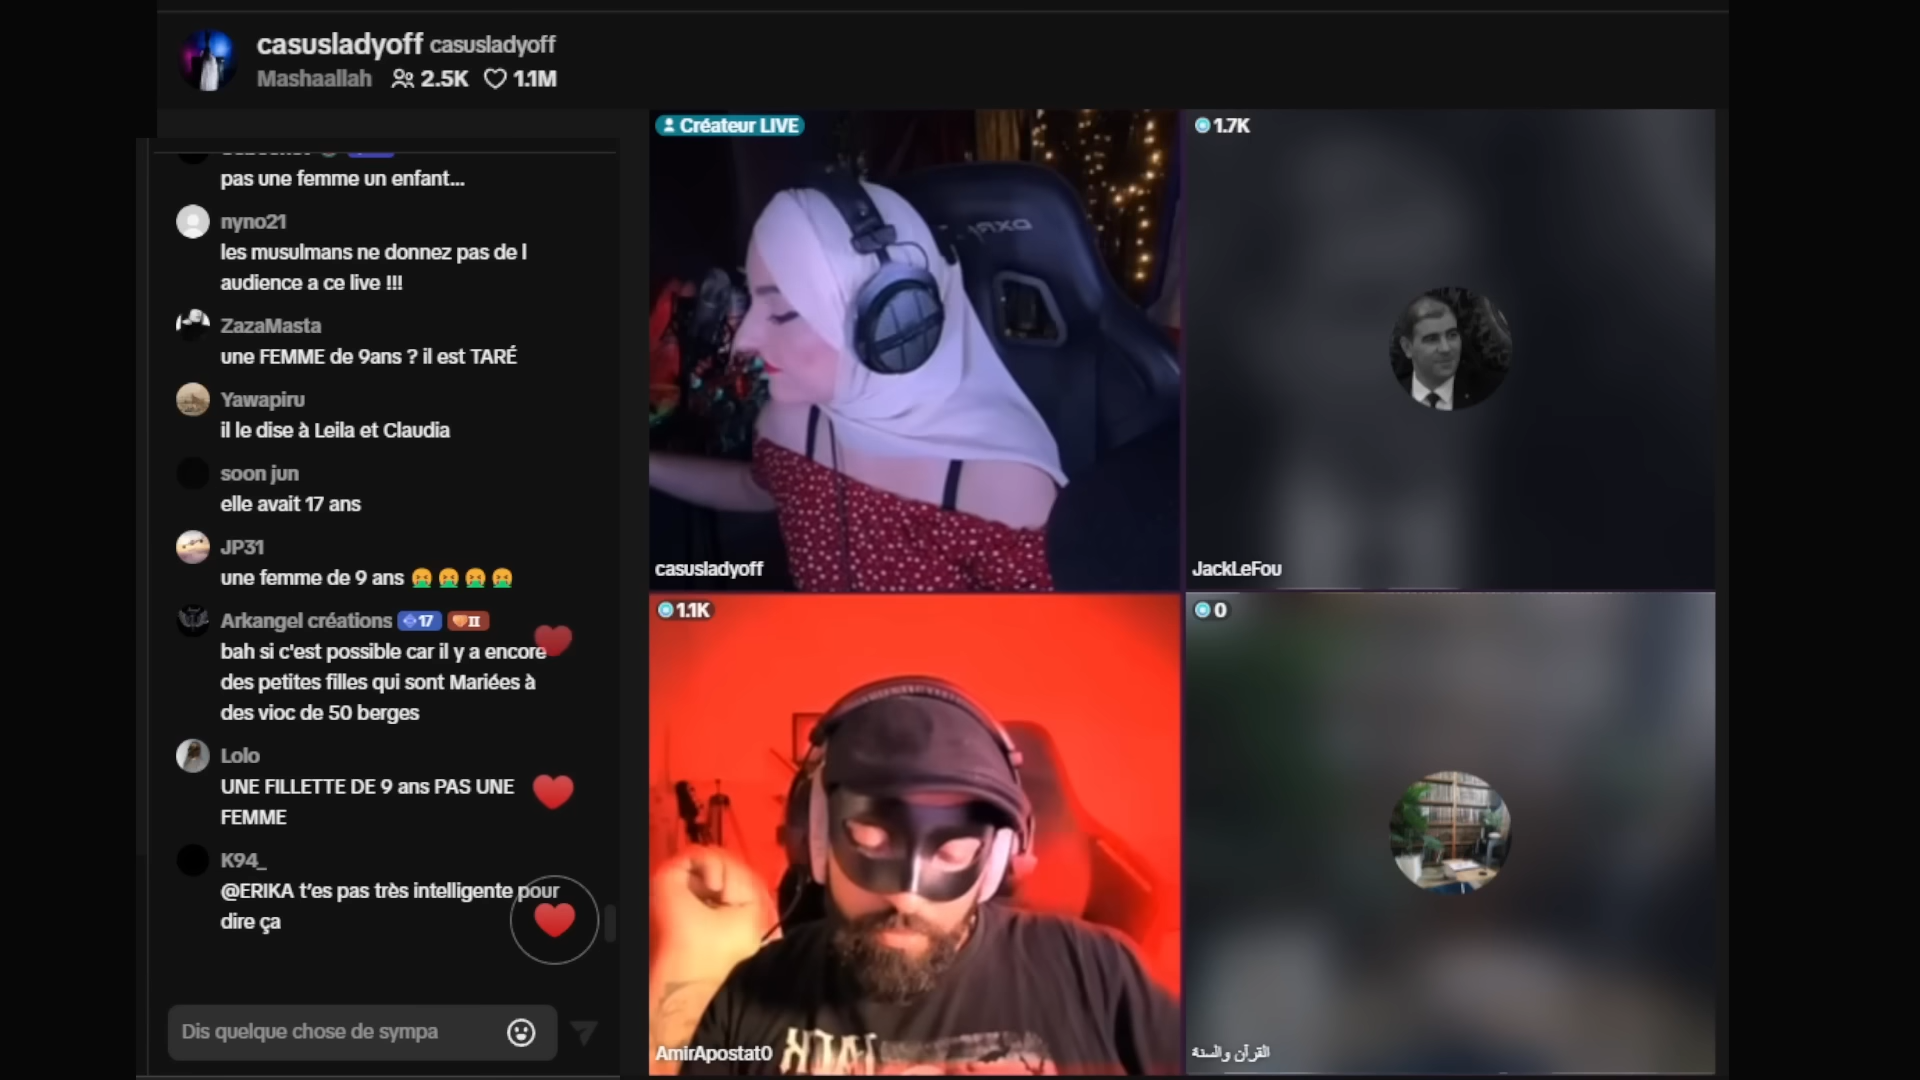 casusladyoff casusladyoff
Mashaallah 2.5K 1.1M
pas une femme un enfant...
nyno21
les musulmans ne donnez pas de l
audience a ce live !!!
ZazaMasta
une FEMME de 9ans ? il est TARÉ
Yawapiru
il le dise à Leila et Claudia
soon jun
elle avait 17 ans
JP31
une femme de 9 ans 🤮🤮🤮🤮
Arkangel créations 17 II
bah si c'est possible car il y a encore
des petites filles qui sont Mariées à
des vioc de 50 berges
Lolo
UNE FILLETTE DE 9 ans PAS UNE
FEMME
K94_
@ERIKA t'es pas très intelligente pour
dire ça
Dis quelque chose de sympa
Créateur LIVE
casusladyoff
1.7K
JackLeFou
1.1K
AmirApostat0
0
القرآن والسنة